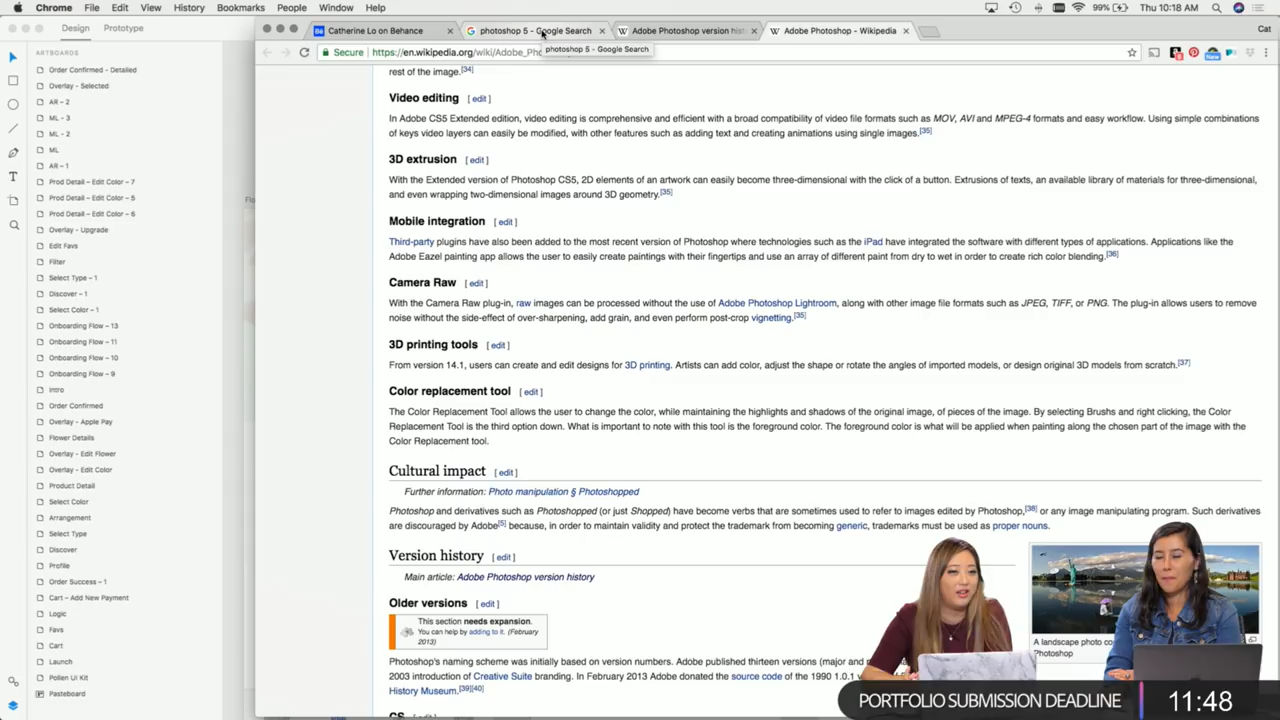 Chrome File Edit View History Bookmarks People Window Help
99% Thu 10:18 AM
Design Prototype
Catherine Lo on Behance
photoshop 5 - Google Search
Adobe Photoshop version hist
Adobe Photoshop - Wikipedia
Cat
Secure https://en.wikipedia.org/wiki/Adobe_Pho
photoshop 5 - Google Search
ARTBOARDS
Order Confirmed - Detailed
Overlay - Selected
AR – 2
ML - 3
ML - 2
ML
AR – 1
Prod Detail – Edit Color – 7
Prod Detail – Edit Color – 5
Prod Detail – Edit Color – 6
Overlay - Upgrade
Edit Favs
Filter
Select Type – 1
Discover – 1
Select Color – 1
Onboarding Flow – 13
Onboarding Flow – 11
Onboarding Flow – 10
Onboarding Flow – 9
Intro
Order Confirmed
Overlay - Apple Pay
Flower Details
Overlay - Edit Flower
Overlay - Edit Color
Product Detail
Select Color
Arrangement
Select Type
Discover
Profile
Order Success – 1
Cart – Add New Payment
Logic
Favs
Cart
Launch
Pollen UI Kit
Pasteboard
rest of the image.[34]
Video editing [ edit ]
In Adobe CS5 Extended edition, video editing is comprehensive and efficient with a broad compatibility of video file formats such as MOV, AVI and MPEG-4 formats and easy workflow. Using simple combinations
of keys video layers can easily be modified, with other features such as adding text and creating animations using single images.[35]
3D extrusion [ edit ]
With the Extended version of Photoshop CS5, 2D elements of an artwork can easily become three-dimensional with the click of a button. Extrusions of texts, an available library of materials for three-dimensional,
and even wrapping two-dimensional images around 3D geometry.[35]
Mobile integration [ edit ]
Third-party plugins have also been added to the most recent version of Photoshop where technologies such as the iPad have integrated the software with different types of applications. Applications like the
Adobe Eazel painting app allows the user to easily create paintings with their fingertips and use an array of different paint from dry to wet in order to create rich color blending.[36]
Camera Raw [ edit ]
With the Camera Raw plug-in, raw images can be processed without the use of Adobe Photoshop Lightroom, along with other image file formats such as JPEG, TIFF, or PNG. The plug-in allows users to remove
noise without the side-effect of over-sharpening, add grain, and even perform post-crop vignetting.[35]
3D printing tools [ edit ]
From version 14.1, users can create and edit designs for 3D printing. Artists can add color, adjust the shape or rotate the angles of imported models, or design original 3D models from scratch.[37]
Color replacement tool [ edit ]
The Color Replacement Tool allows the user to change the color, while maintaining the highlights and shadows of the original image, of pieces of the image. By selecting Brushs and right clicking, the Color
Replacement Tool is the third option down. What is important to note with this tool is the foreground color. The foreground color is what will be applied when painting along the chosen part of the image with the
Color Replacement tool.
Cultural impact [ edit ]
Further information: Photo manipulation § Photoshopped
Photoshop and derivatives such as Photoshopped (or just Shopped) have become verbs that are sometimes used to refer to images edited by Photoshop,[38] or any image manipulating program. Such derivatives
are discouraged by Adobe[5] because, in order to maintain validity and protect the trademark from becoming generic, trademarks must be used as proper nouns.
Version history [ edit ]
Main article: Adobe Photoshop version history
Older versions [ edit ]
This section needs expansion.
You can help by adding to it. (February
2013)
Photoshop's naming scheme was initially based on version numbers. Adobe published thirteen versions (major and
2003 introduction of Creative Suite branding. In February 2013 Adobe donated the source code of the 1990 1.0.1
History Museum.[39][40]
CS [ edit ]
A landscape photo
Photoshop
PORTFOLIO SUBMISSION DEADLINE 11:48